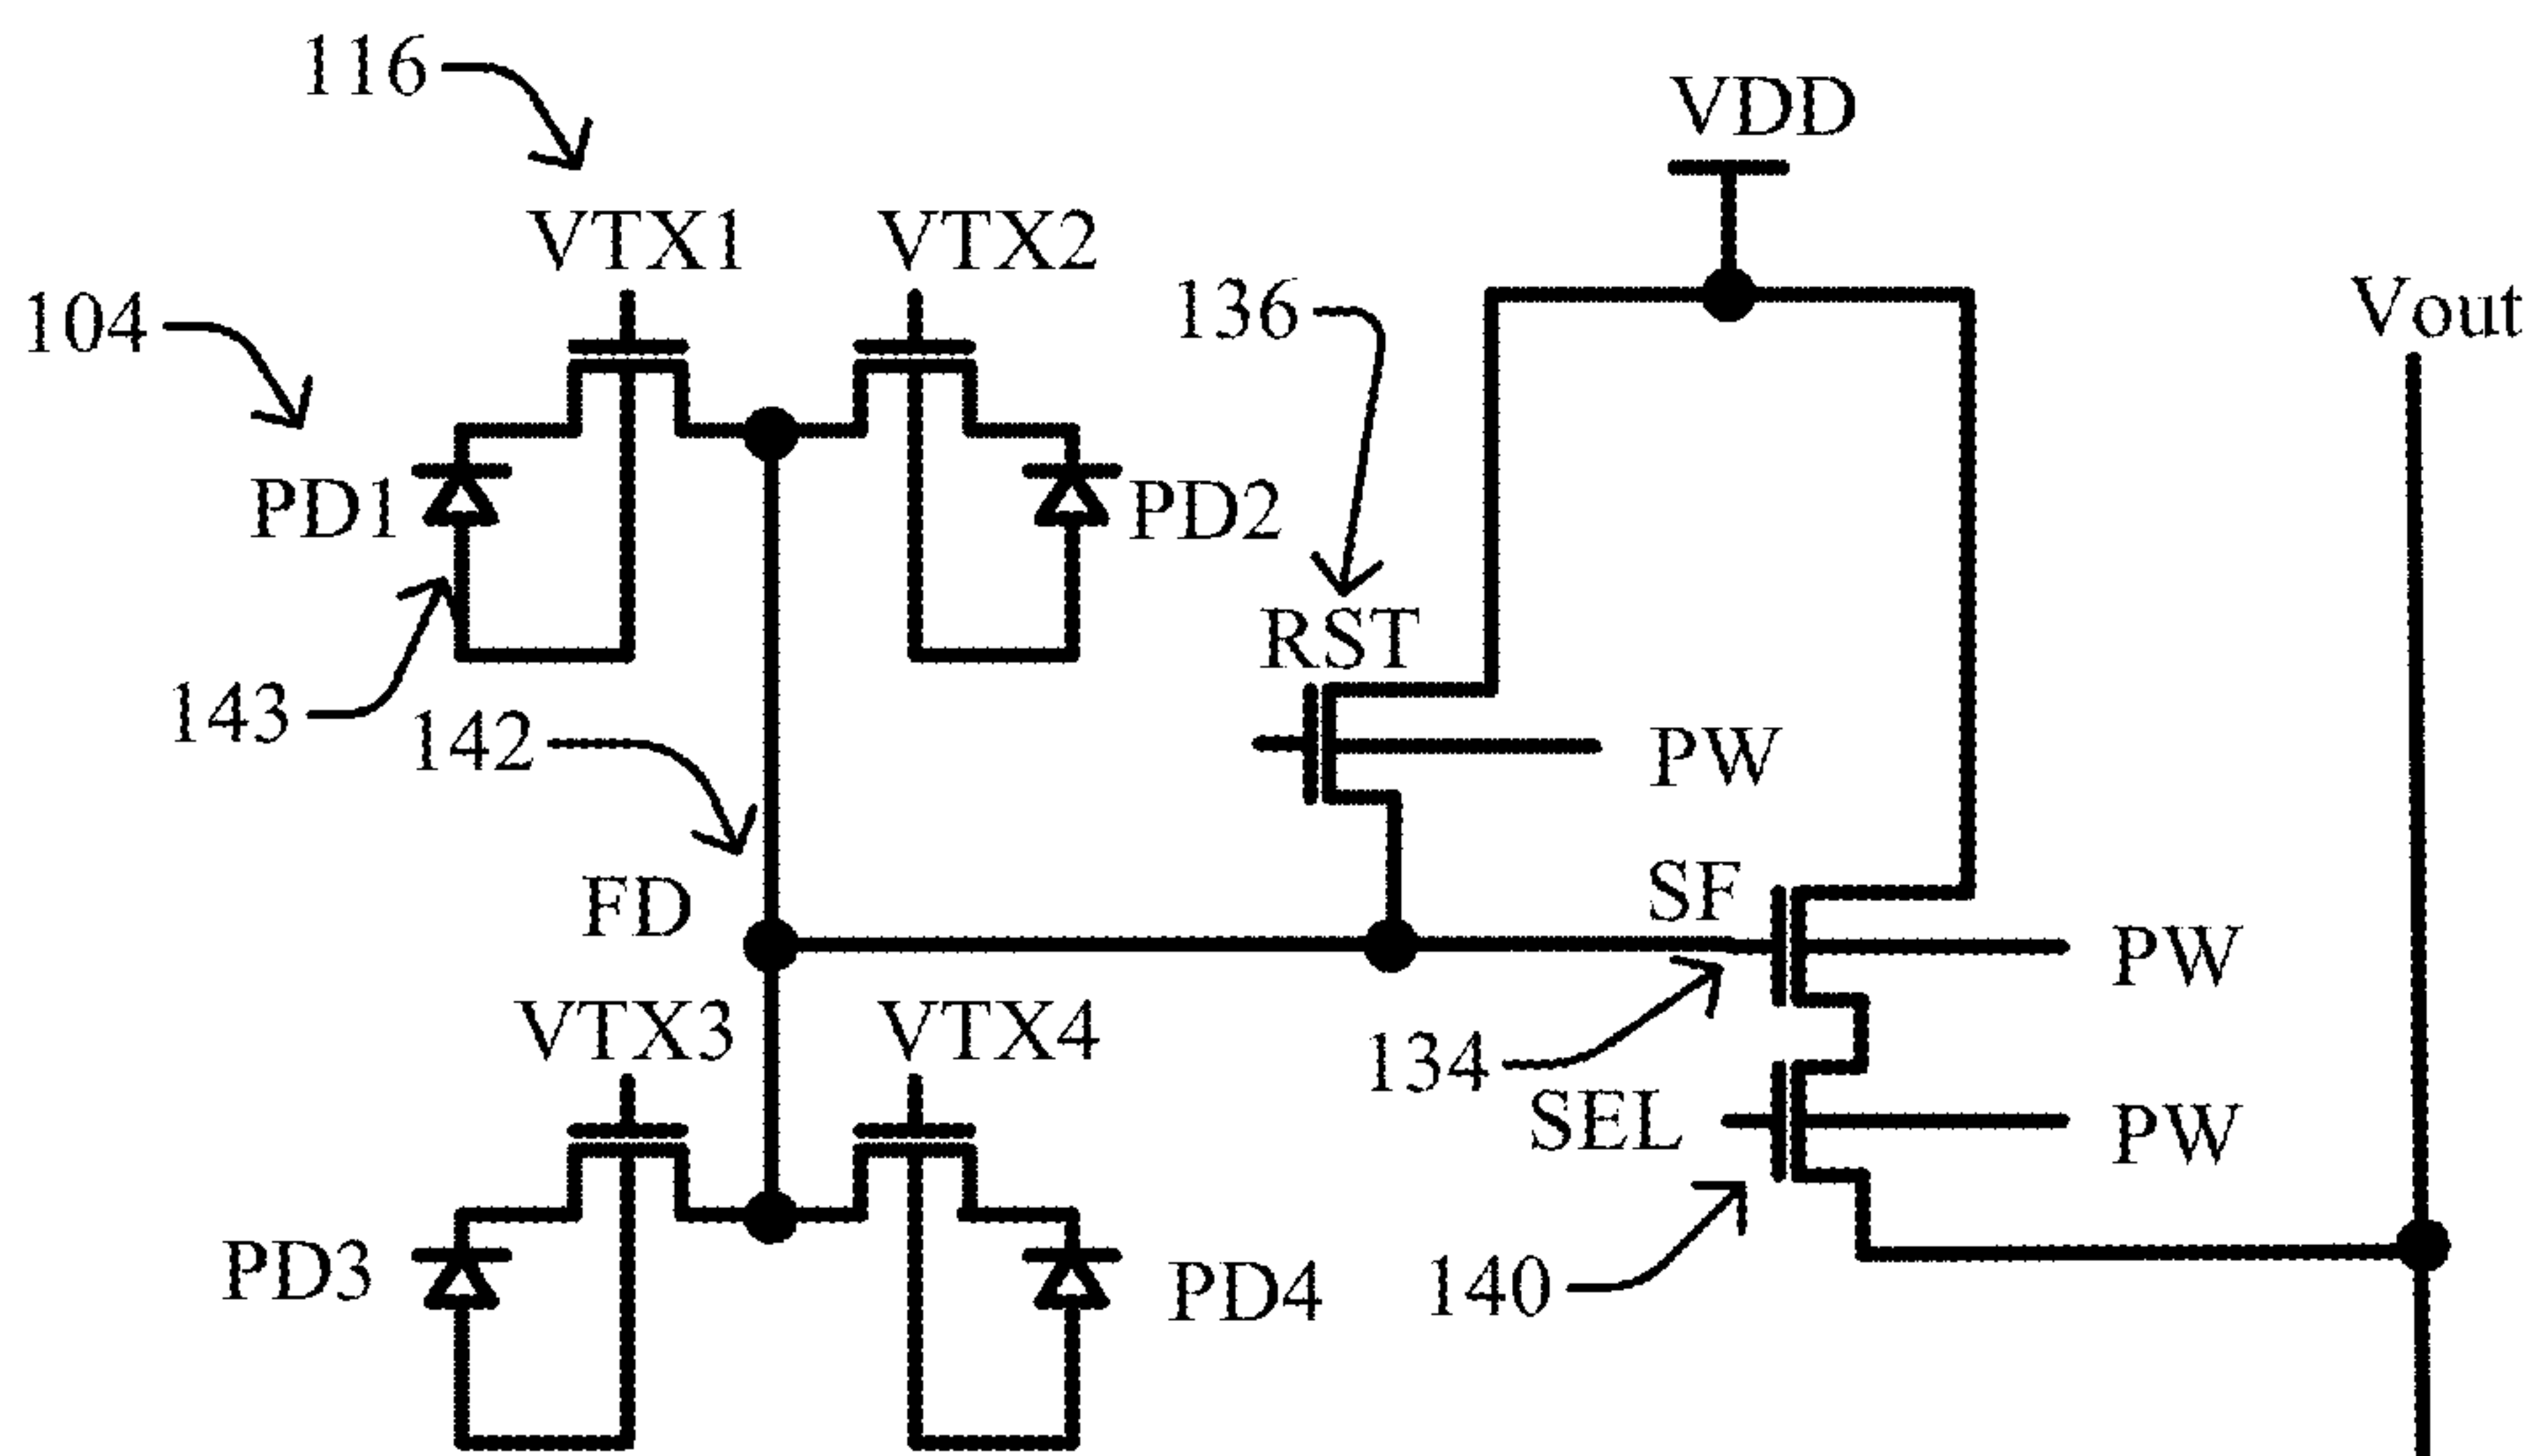 116
VDD
VTX1
VTX2
104
136
Vout
PD1
PD2
RST
143
142
PW
FD
SF
PW
VTX3
VTX4
134
SEL
PW
PD3
PD4
140